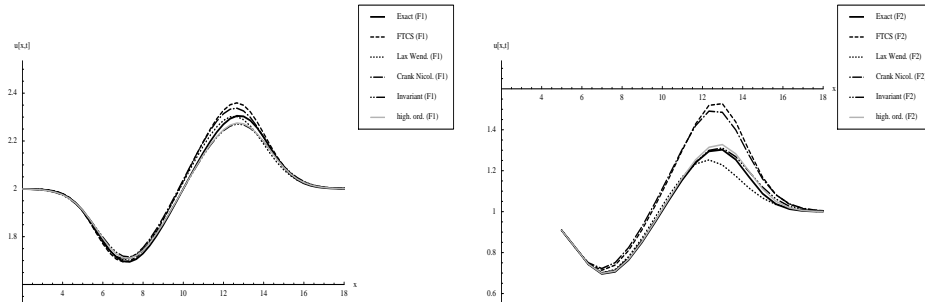 Exact (F1)
FTCS (F1)
Lax Wend. (F1)
Crank Nicol. (F1)
Invariant (F1)
high. ord. (F1)
u[x,t]
2.4
2.2
2
1.8
4 6 8 10 12 14 16 18
x
Exact (F2)
FTCS (F2)
Lax Wend. (F2)
Crank Nicol. (F2)
Invariant (F2)
high. ord. (F2)
u[x,t]
x
4 6 8 10 12 14 16 18
1.4
1.2
1
0.8
0.6